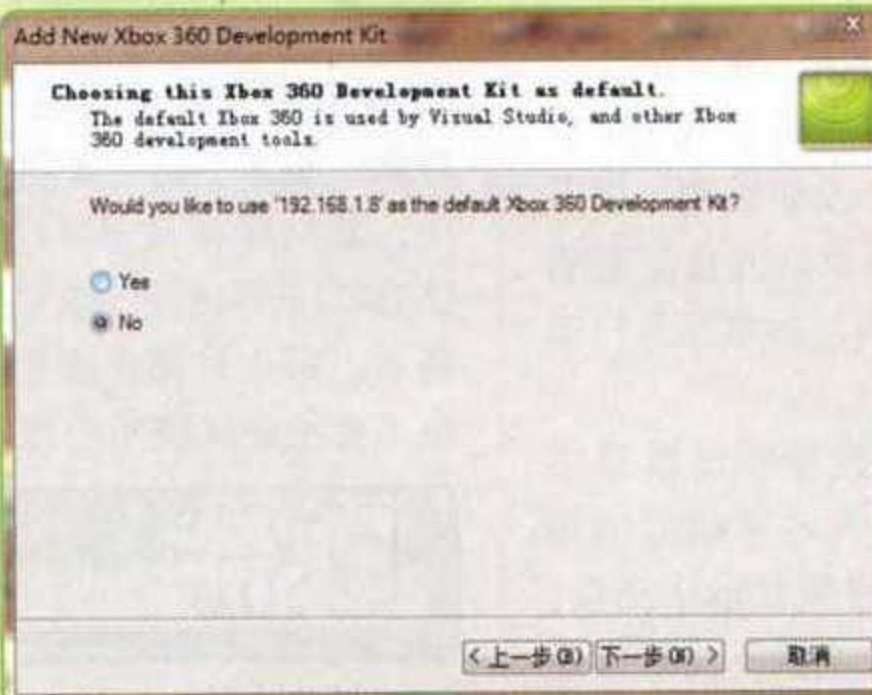 Add New Xbox 360 Development Kit
Choosing this Xbox 360 Development Kit as default.
The default Xbox 360 is used by Visual Studio, and other Xbox
360 development tools.
Would you like to use '192.168.1.8' as the default Xbox 360 Development Kit?
Yes
No
< 上一步(B) 下一步(N) > 取消